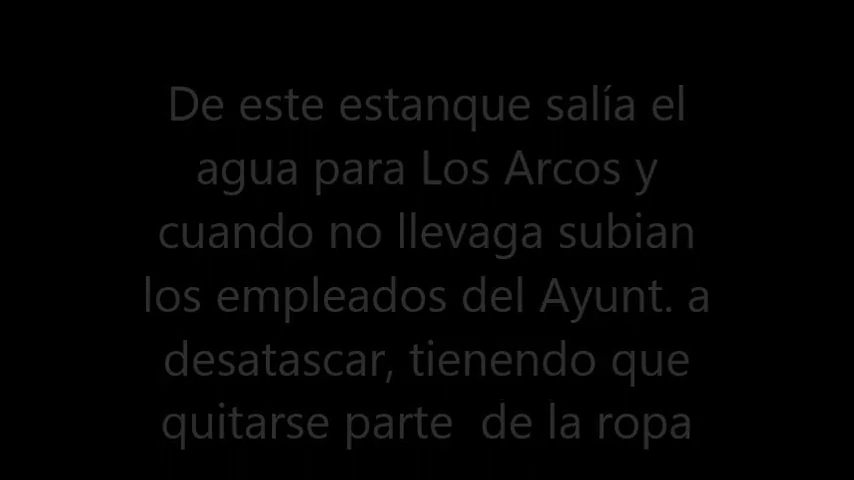 De este estanque salía el
agua para Los Arcos y
cuando no llevaga subian
los empleados del Ayunt. a
desatascar, tienendo que
quitarse parte  de la ropa